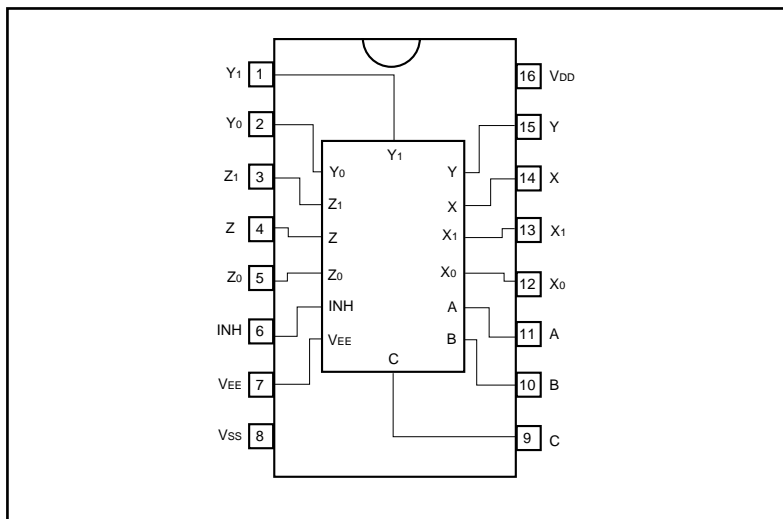 Y1 1
Y0 2
Z1 3
Z 4
Z0 5
INH 6
VEE 7
VSS 8
16 VDD
15 Y
14 X
13 X1
12 X0
11 A
10 B
9 C
Y1
Y0
Z1
Z
Z0
INH
VEE
C
Y
X
X1
X0
A
B